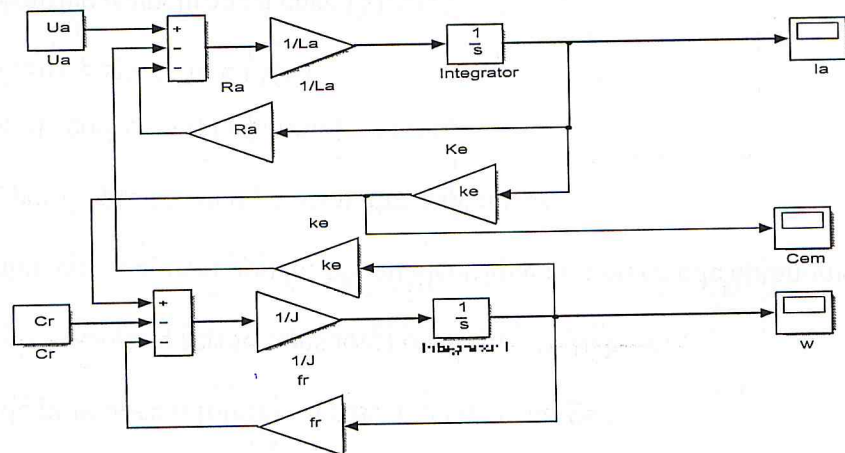 Ua
Ua
+
−
−
1/La
1/La
1
s
Integrator
Ia
Ra
Ra
Ke
ke
Cem
ke
ke
Cr
Cr
+
−
−
1/J
1/J
1
s
w
fr
fr